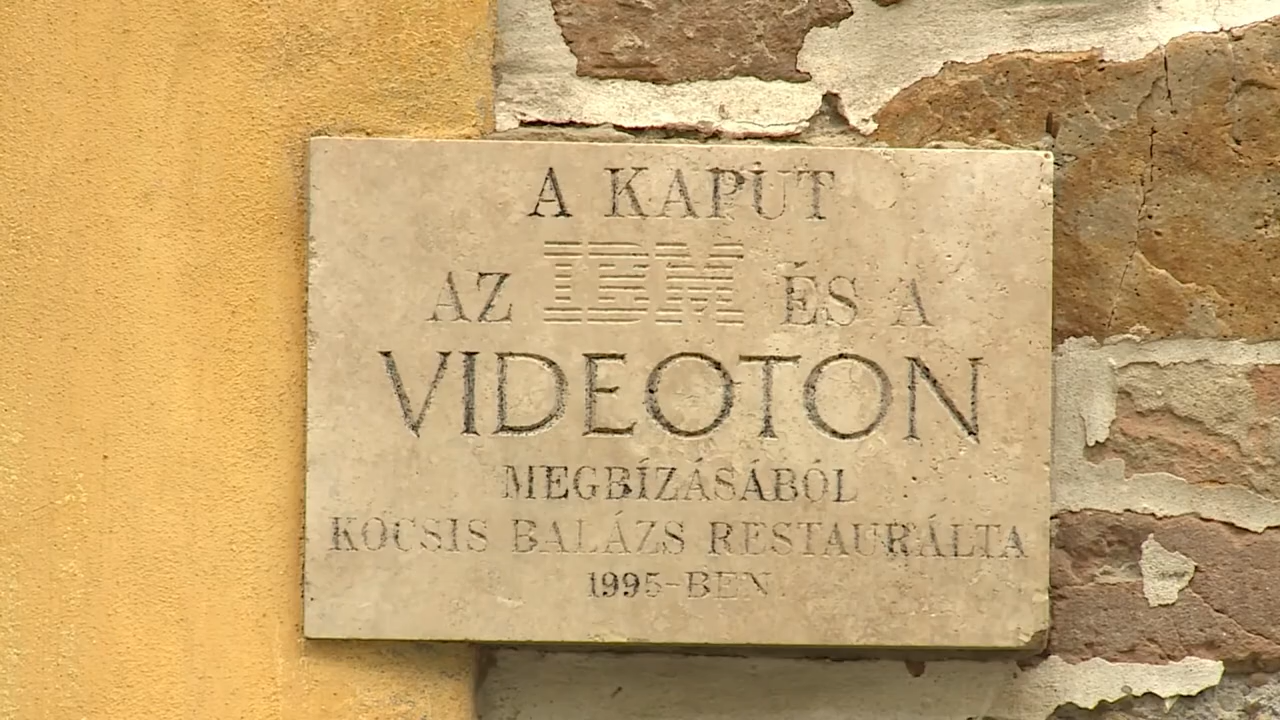 A KAPUT
AZ IBM ÉS A
VIDEOTON
MEGBÍZÁSÁBÓL
KOCSIS BALÁZS RESTAURÁLTA
1995-BEN